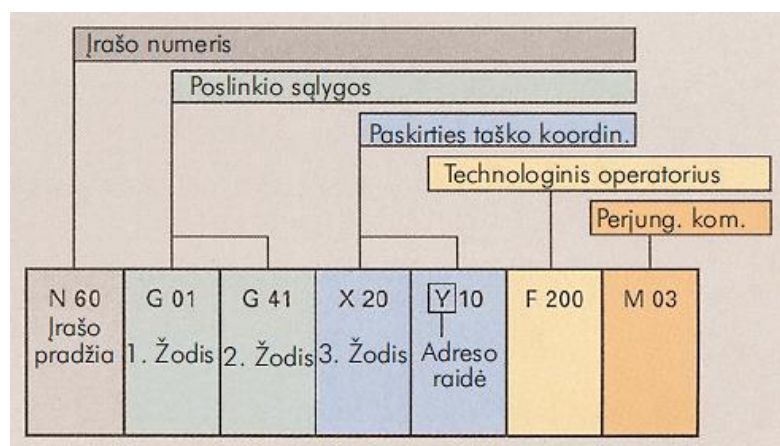 Įrašo numeris
Poslinkio sąlygos
Paskirties taško koordin.
Technologinis operatorius
Perjung. kom.
N 60 G 01 G 41 X 20 Y 10 F 200 M 03
Įrašo
pradžia 1. Žodis 2. Žodis 3. Žodis Adreso
raidė